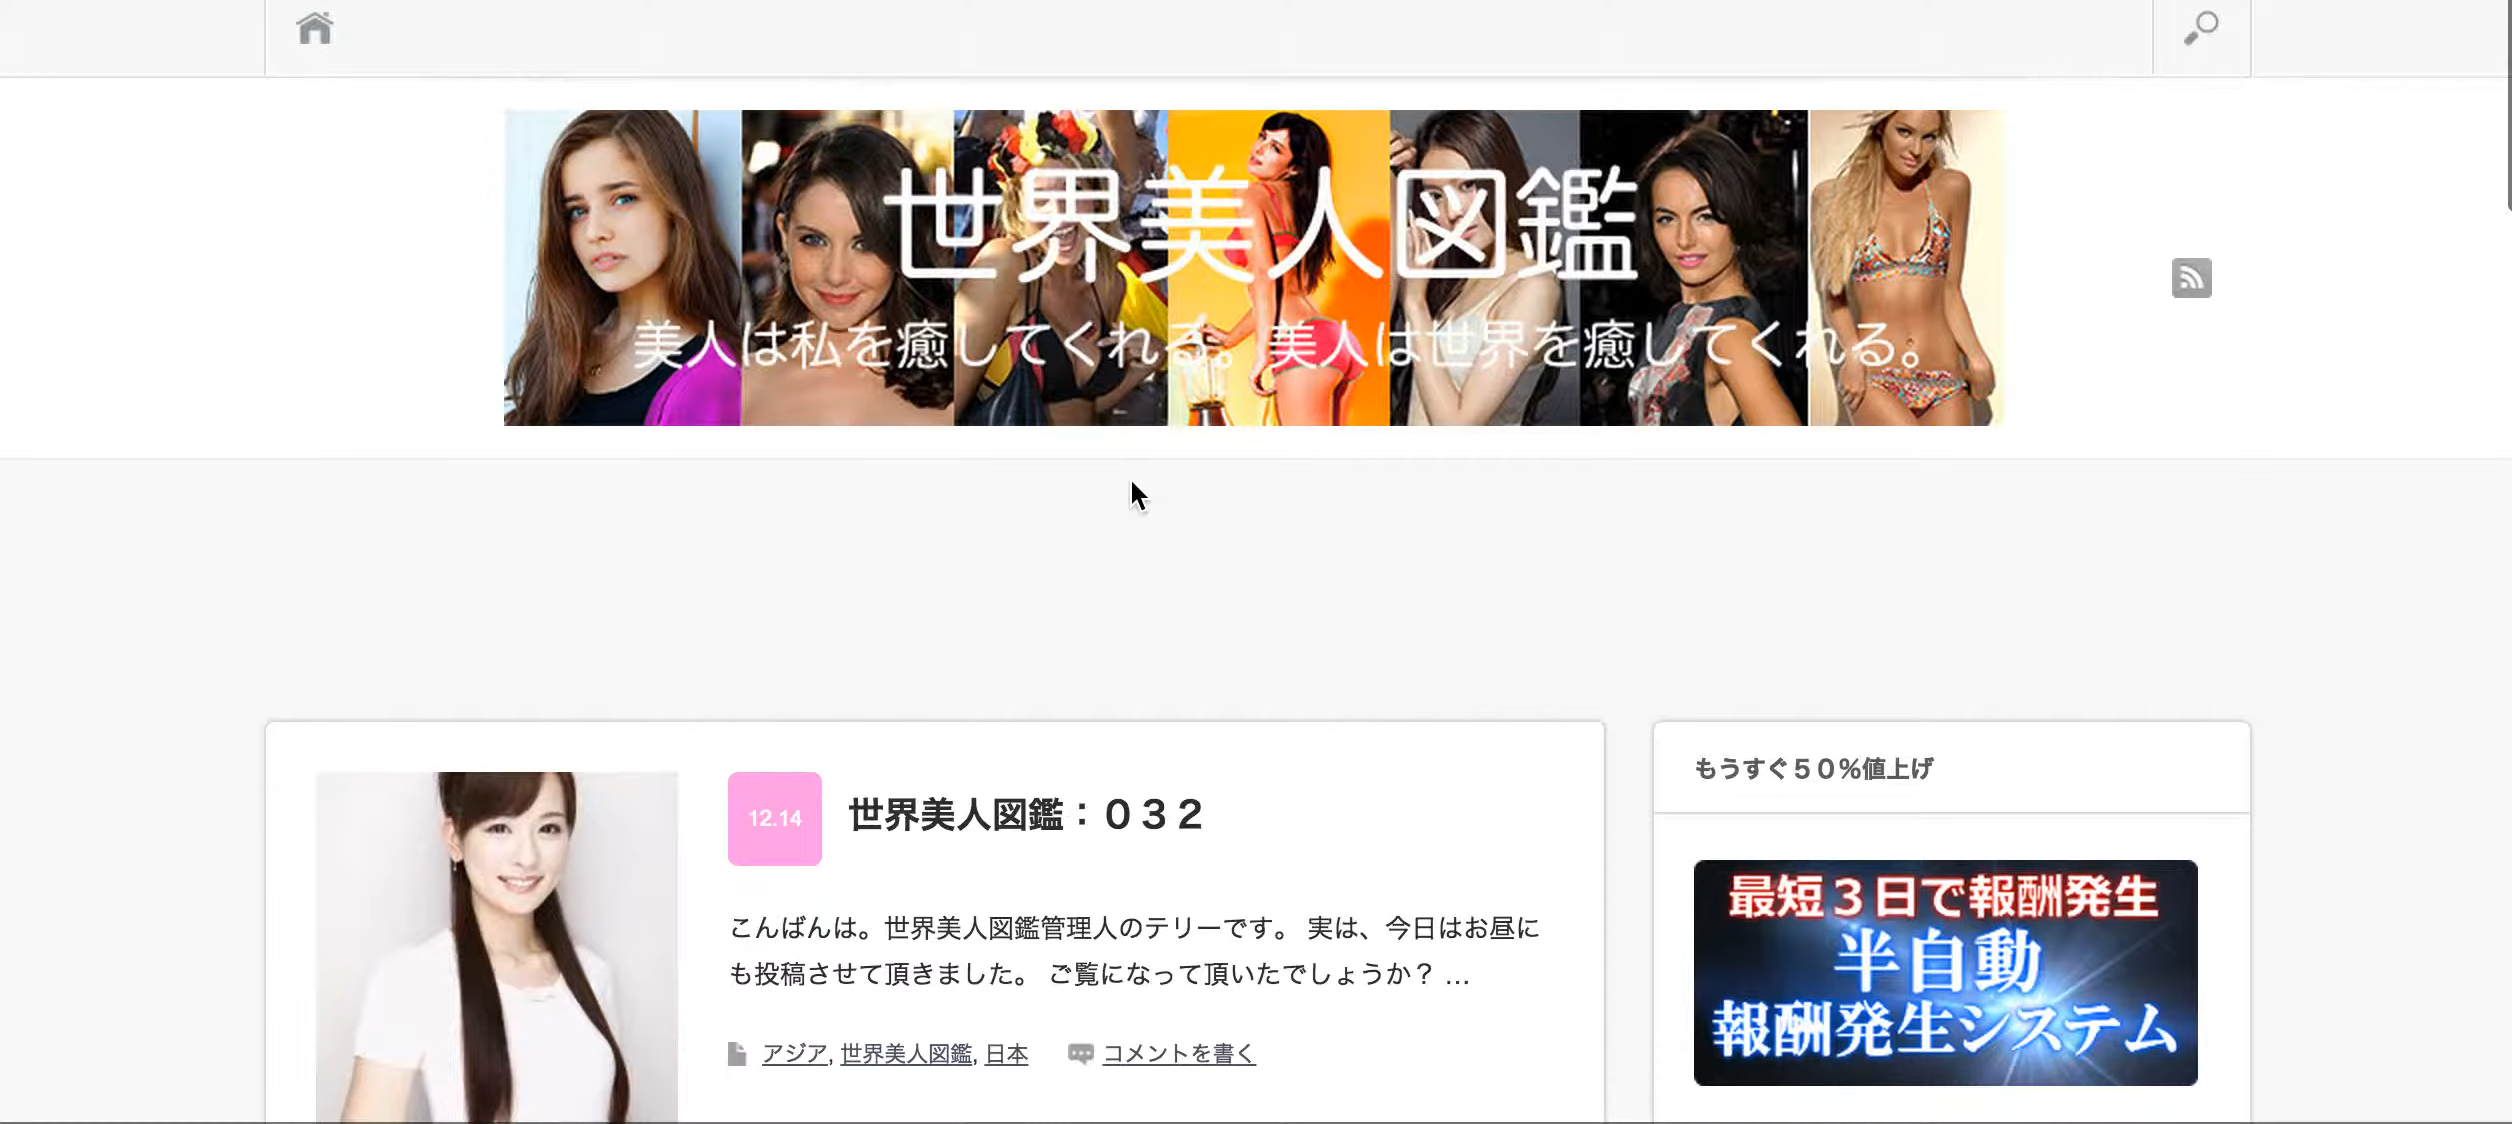 世界美人図鑑
美人は私を癒してくれる。美人は世界を癒してくれる。
12.14
世界美人図鑑：０３２
こんばんは。世界美人図鑑管理人のテリーです。 実は、今日はお昼に
も投稿させて頂きました。 ご覧になって頂いたでしょうか？ ...
アジア, 世界美人図鑑, 日本 コメントを書く
もうすぐ５０％値上げ
最短３日で報酬発生
半自動
報酬発生システム